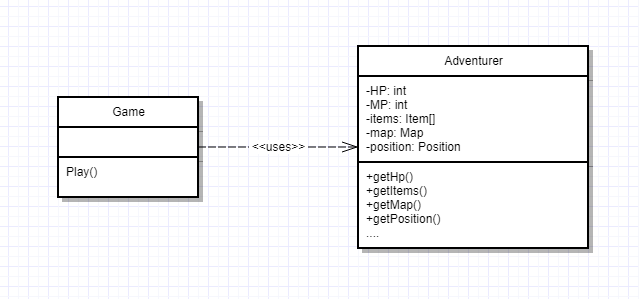 Game
Play()
<<uses>>
Adventurer
-HP: int
-MP: int
-items: Item[]
-map: Map
-position: Position
+getHp()
+getItems()
+getMap()
+getPosition()
....